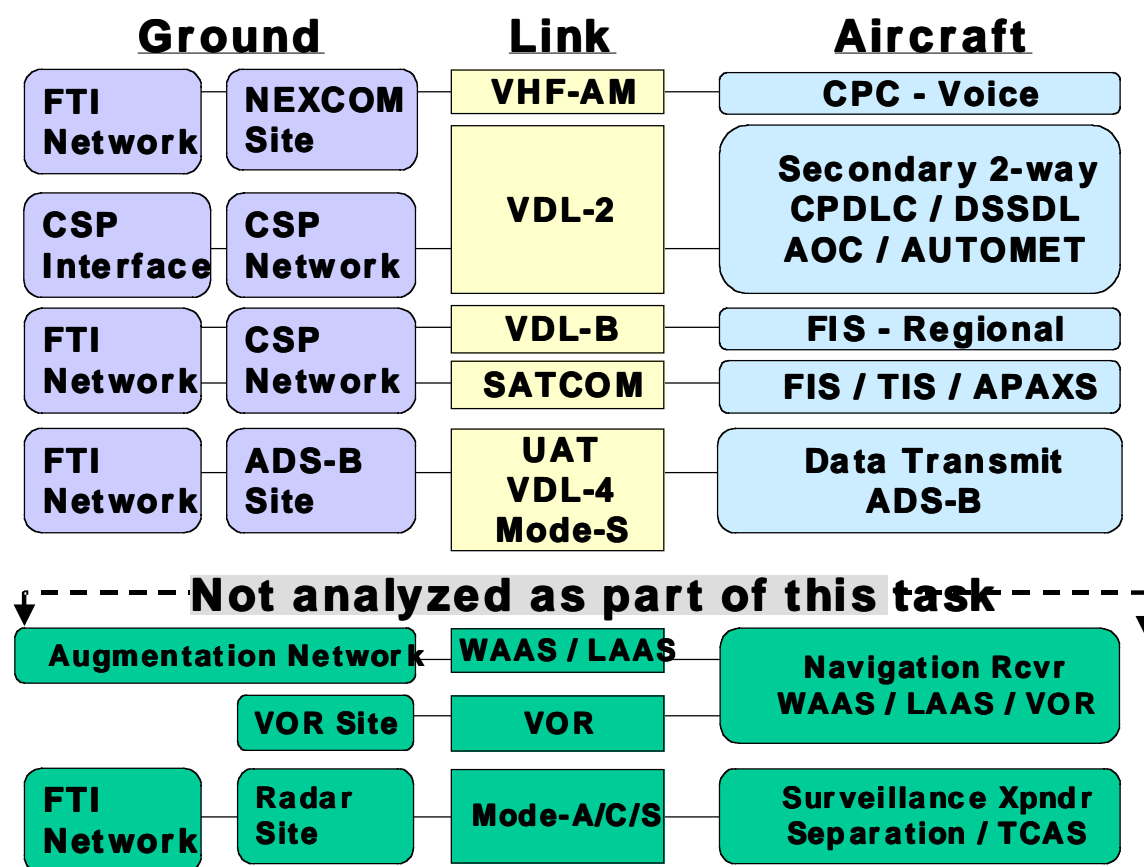 Ground Link Aircraft
FTI
Network
NEXCOM
Site
VHF-AM
CPC - Voice
CSP
Interface
CSP
Network
VDL-2
Secondary 2-way
CPDLC / DSSDL
AOC / AUTOMET
FTI
Network
CSP
Network
VDL-B
FIS - Regional
SATCOM
FIS / TIS / APAXS
FTI
Network
ADS-B
Site
UAT
VDL-4
Mode-S
Data Transmit
ADS-B
Not analyzed as part of this task
Augmentation Network
WAAS / LAAS
Navigation Rcvr
WAAS / LAAS / VOR
VOR Site
VOR
FTI
Network
Radar
Site
Mode-A/C/S
Surveillance Xpndr
Separation / TCAS